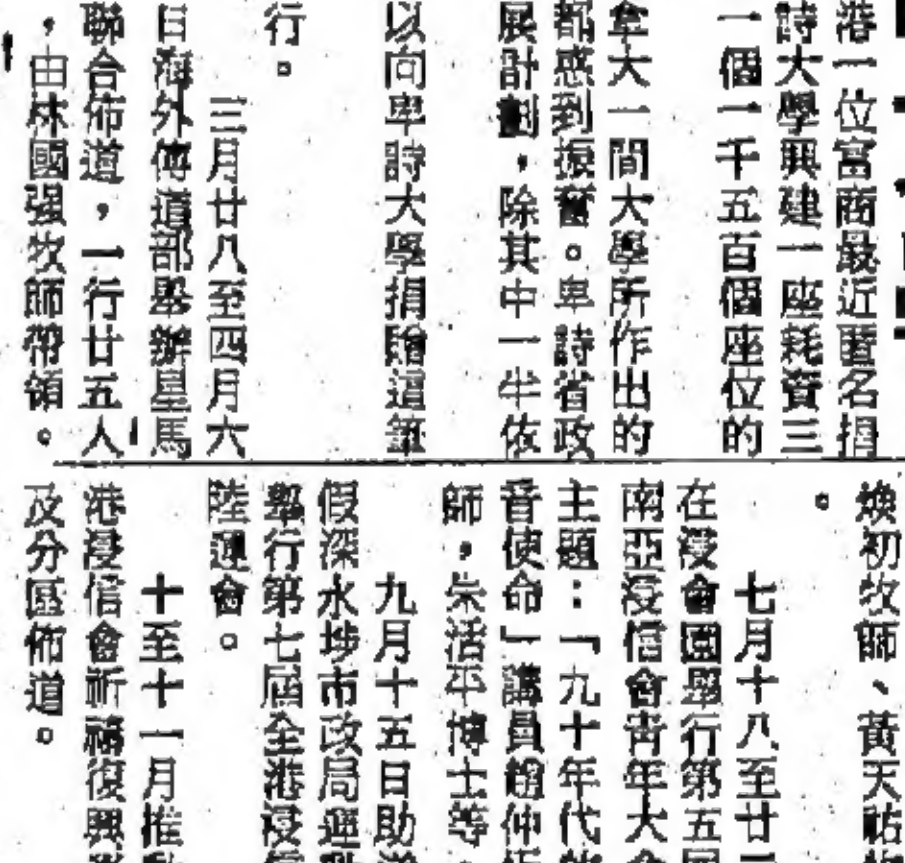 港一位富商最近匿名捐
詩大學興建一座耗資三
一個一千五百個座位的
拿大一間大學所作出的
都感到振奮。卑詩省政
展計劃，除其中一半依
以向卑詩大學捐贈這筆
行。
三月廿八至四月六
日海外傳道部舉辦星馬
聯合佈道，一行廿五人
，由林國强牧師帶領。
煥初牧師、黃天祐牧
。
七月十八至廿
在浸會園舉行第五屆
南亞浸信會青年大會
主題：「九十年代
音使命」講員趙仲
師，朱活平博士等
九月十五日助
假深水埗市政局運動
舉行第七屆全港浸信
陸運會。
十至十一月推動
港浸信會祈禱復興
及分區佈道。